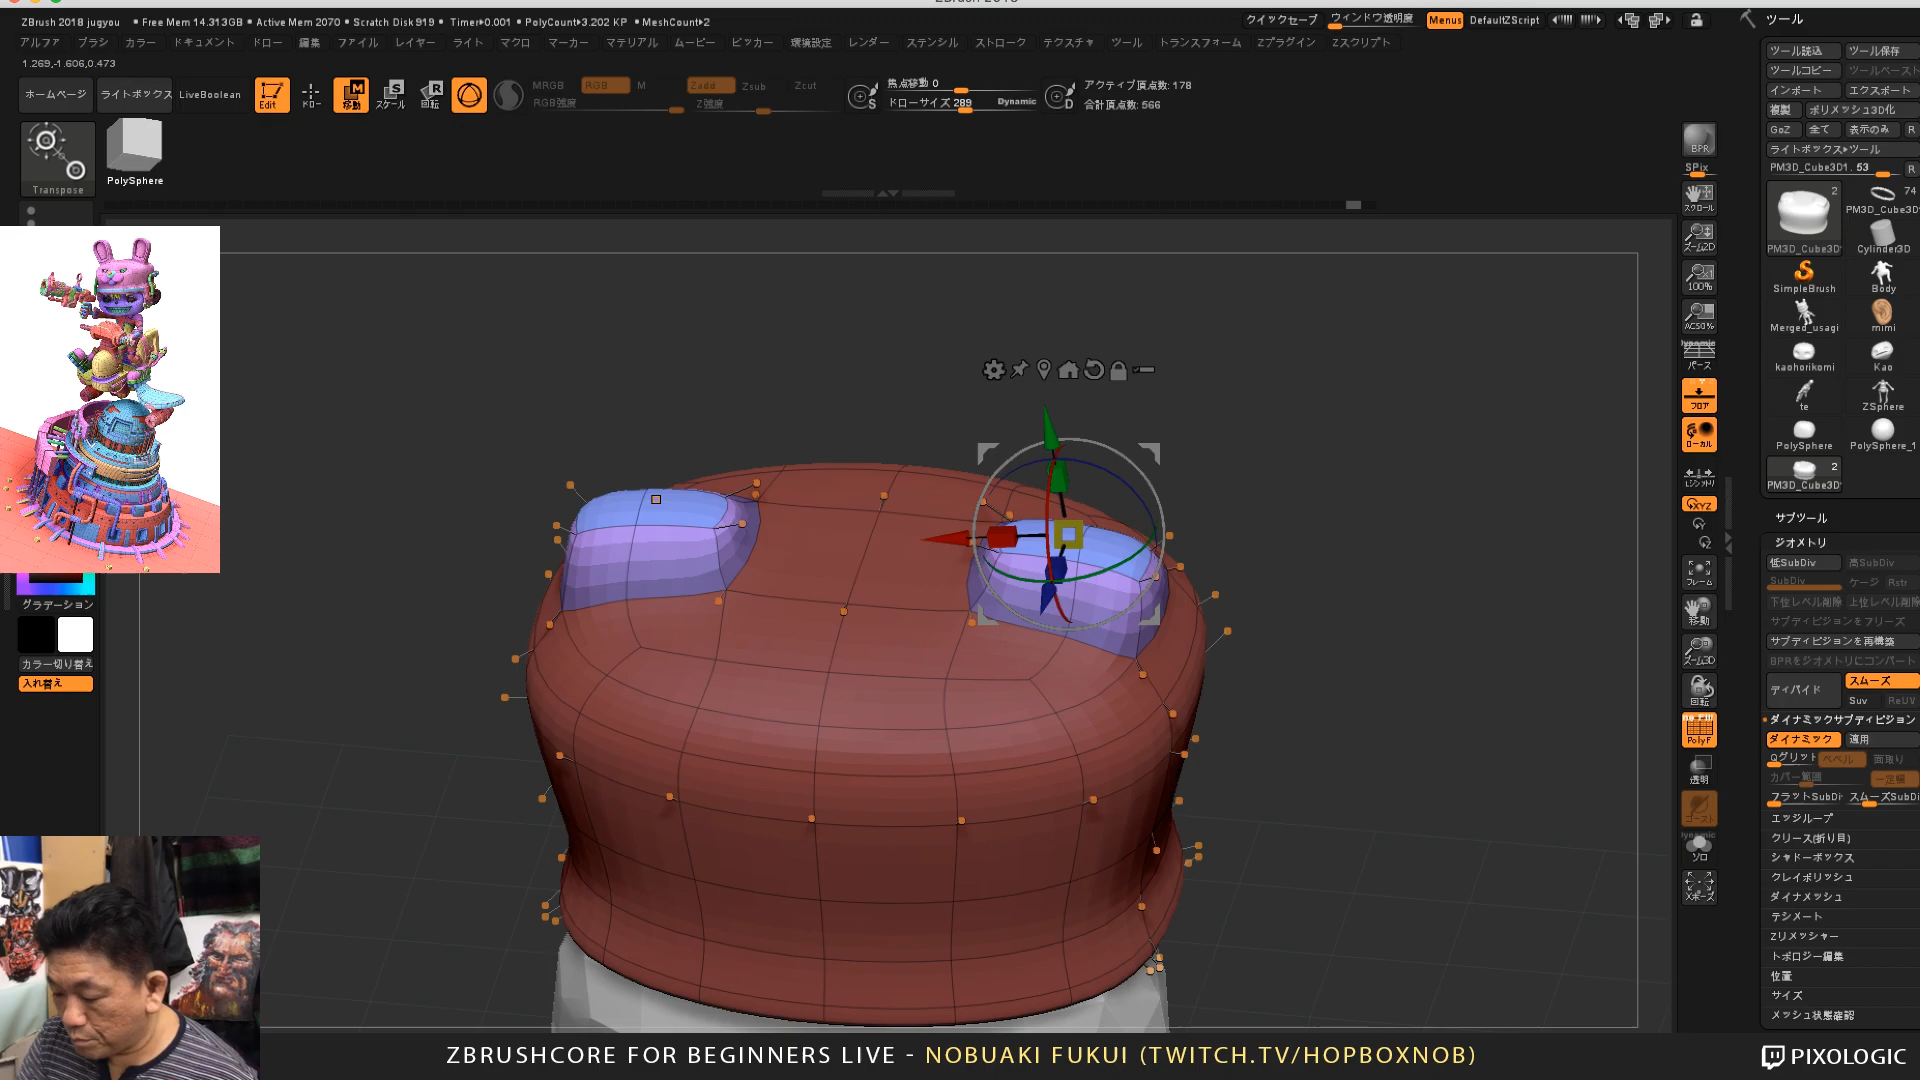 ZBrush 2018 jugyou • Free Mem 14.313GB • Active Mem 2070 • Scratch Disk 919 • Timer▸0.001 • PolyCount▸3.202 KP • MeshCount▸2
クイックセーブ ウィンドウ透明度 Menus DefaultZScript
ツール
アルファ ブラシ カラー ドキュメント ドロー 編集 ファイル レイヤー ライト マクロ マーカー マテリアル ムービー ピッカー 環境設定 レンダー ステンシル ストローク テクスチャ ツール トランスフォーム Zプラグイン Zスクリプト
1.269,-1.606,0.473
ホームページ ライトボックス LiveBoolean Edit ドロー 移動 スケール 回転
MRGB RGB M Zadd Zsub Zcut
RGB強度 Z強度
焦点移動 0
ドローサイズ 289 Dynamic
アクティブ頂点数: 178
合計頂点数: 566
Transpose
PolySphere
グラデーション
カラー切り替え
入れ替え
BPR
SPix
スクロール
ズーム2D
100%
AC50%
Dynamic
パース
フロア
ローカル
XYZ
フレーム
移動
ズーム3D
回転
PolyF
透明
ゴースト
Dynamic
ソロ
Xポーズ
ツール読込 ツール保存
ツールコピー ツールペースト
インポート エクスポート
複製 ポリメッシュ3D化
GoZ 全て 表示のみ R
ライトボックス▸ツール
PM3D_Cube3D1. 53 R
2 74
PM3D_Cube3D
PM3D_Cube3D Cylinder3D
SimpleBrush Body
Merged_usagi mimi
kaohorikomi Kao
te ZSphere
PolySphere PolySphere_1
2
PM3D_Cube3D
サブツール
ジオメトリ
低SubDiv 高SubDiv
SubDiv ケージ Rstr
下位レベル削除 上位レベル削除
サブディビジョンをフリーズ
サブディビジョンを再構築
BPRをジオメトリにコンバート
ディバイド スムーズ
Suv ReUV
ダイナミックサブディビジョン
ダイナミック 適用
Qグリット ベベル 面取り
カバー範囲 一定幅
フラットSubDi スムーズSubDi
エッジループ
クリース(折り目)
シャドーボックス
クレイポリッシュ
ダイナメッシュ
テシメート
Zリメッシャー
トポロジー編集
位置
サイズ
メッシュ状態確認
ZBRUSHCORE FOR BEGINNERS LIVE - NOBUAKI FUKUI (TWITCH.TV/HOPBOXNOB)
PIXOLOGIC